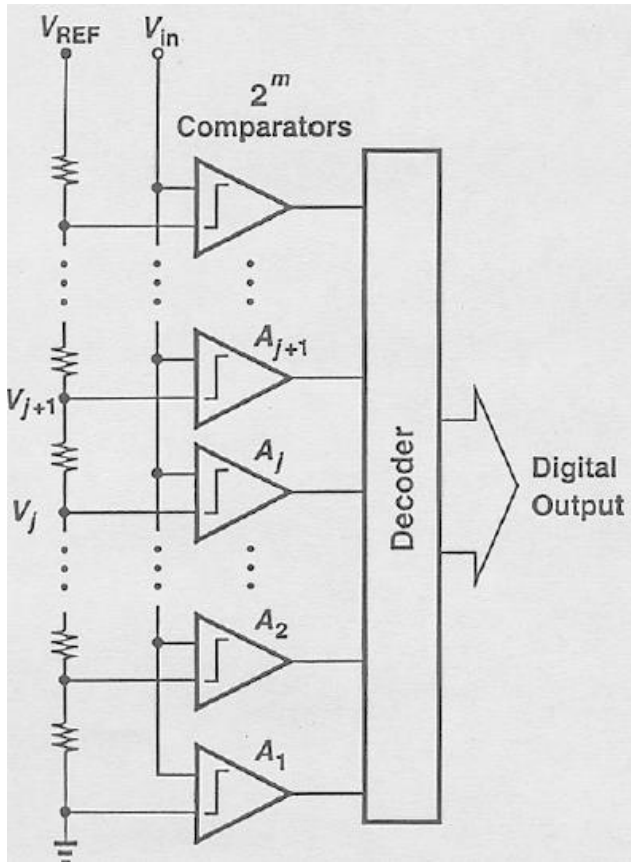 V_REF V_in
2^m
Comparators
A_j+1
V_j+1
A_j
V_j
Decoder
Digital
Output
A_2
A_1